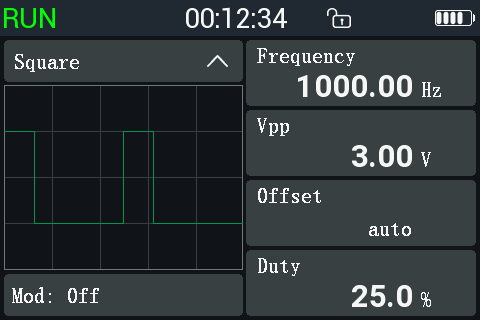 RUN 00:12:34
Square
Frequency
1000.00 Hz
Vpp
3.00 V
Offset
auto
Duty
25.0 %
Mod: Off